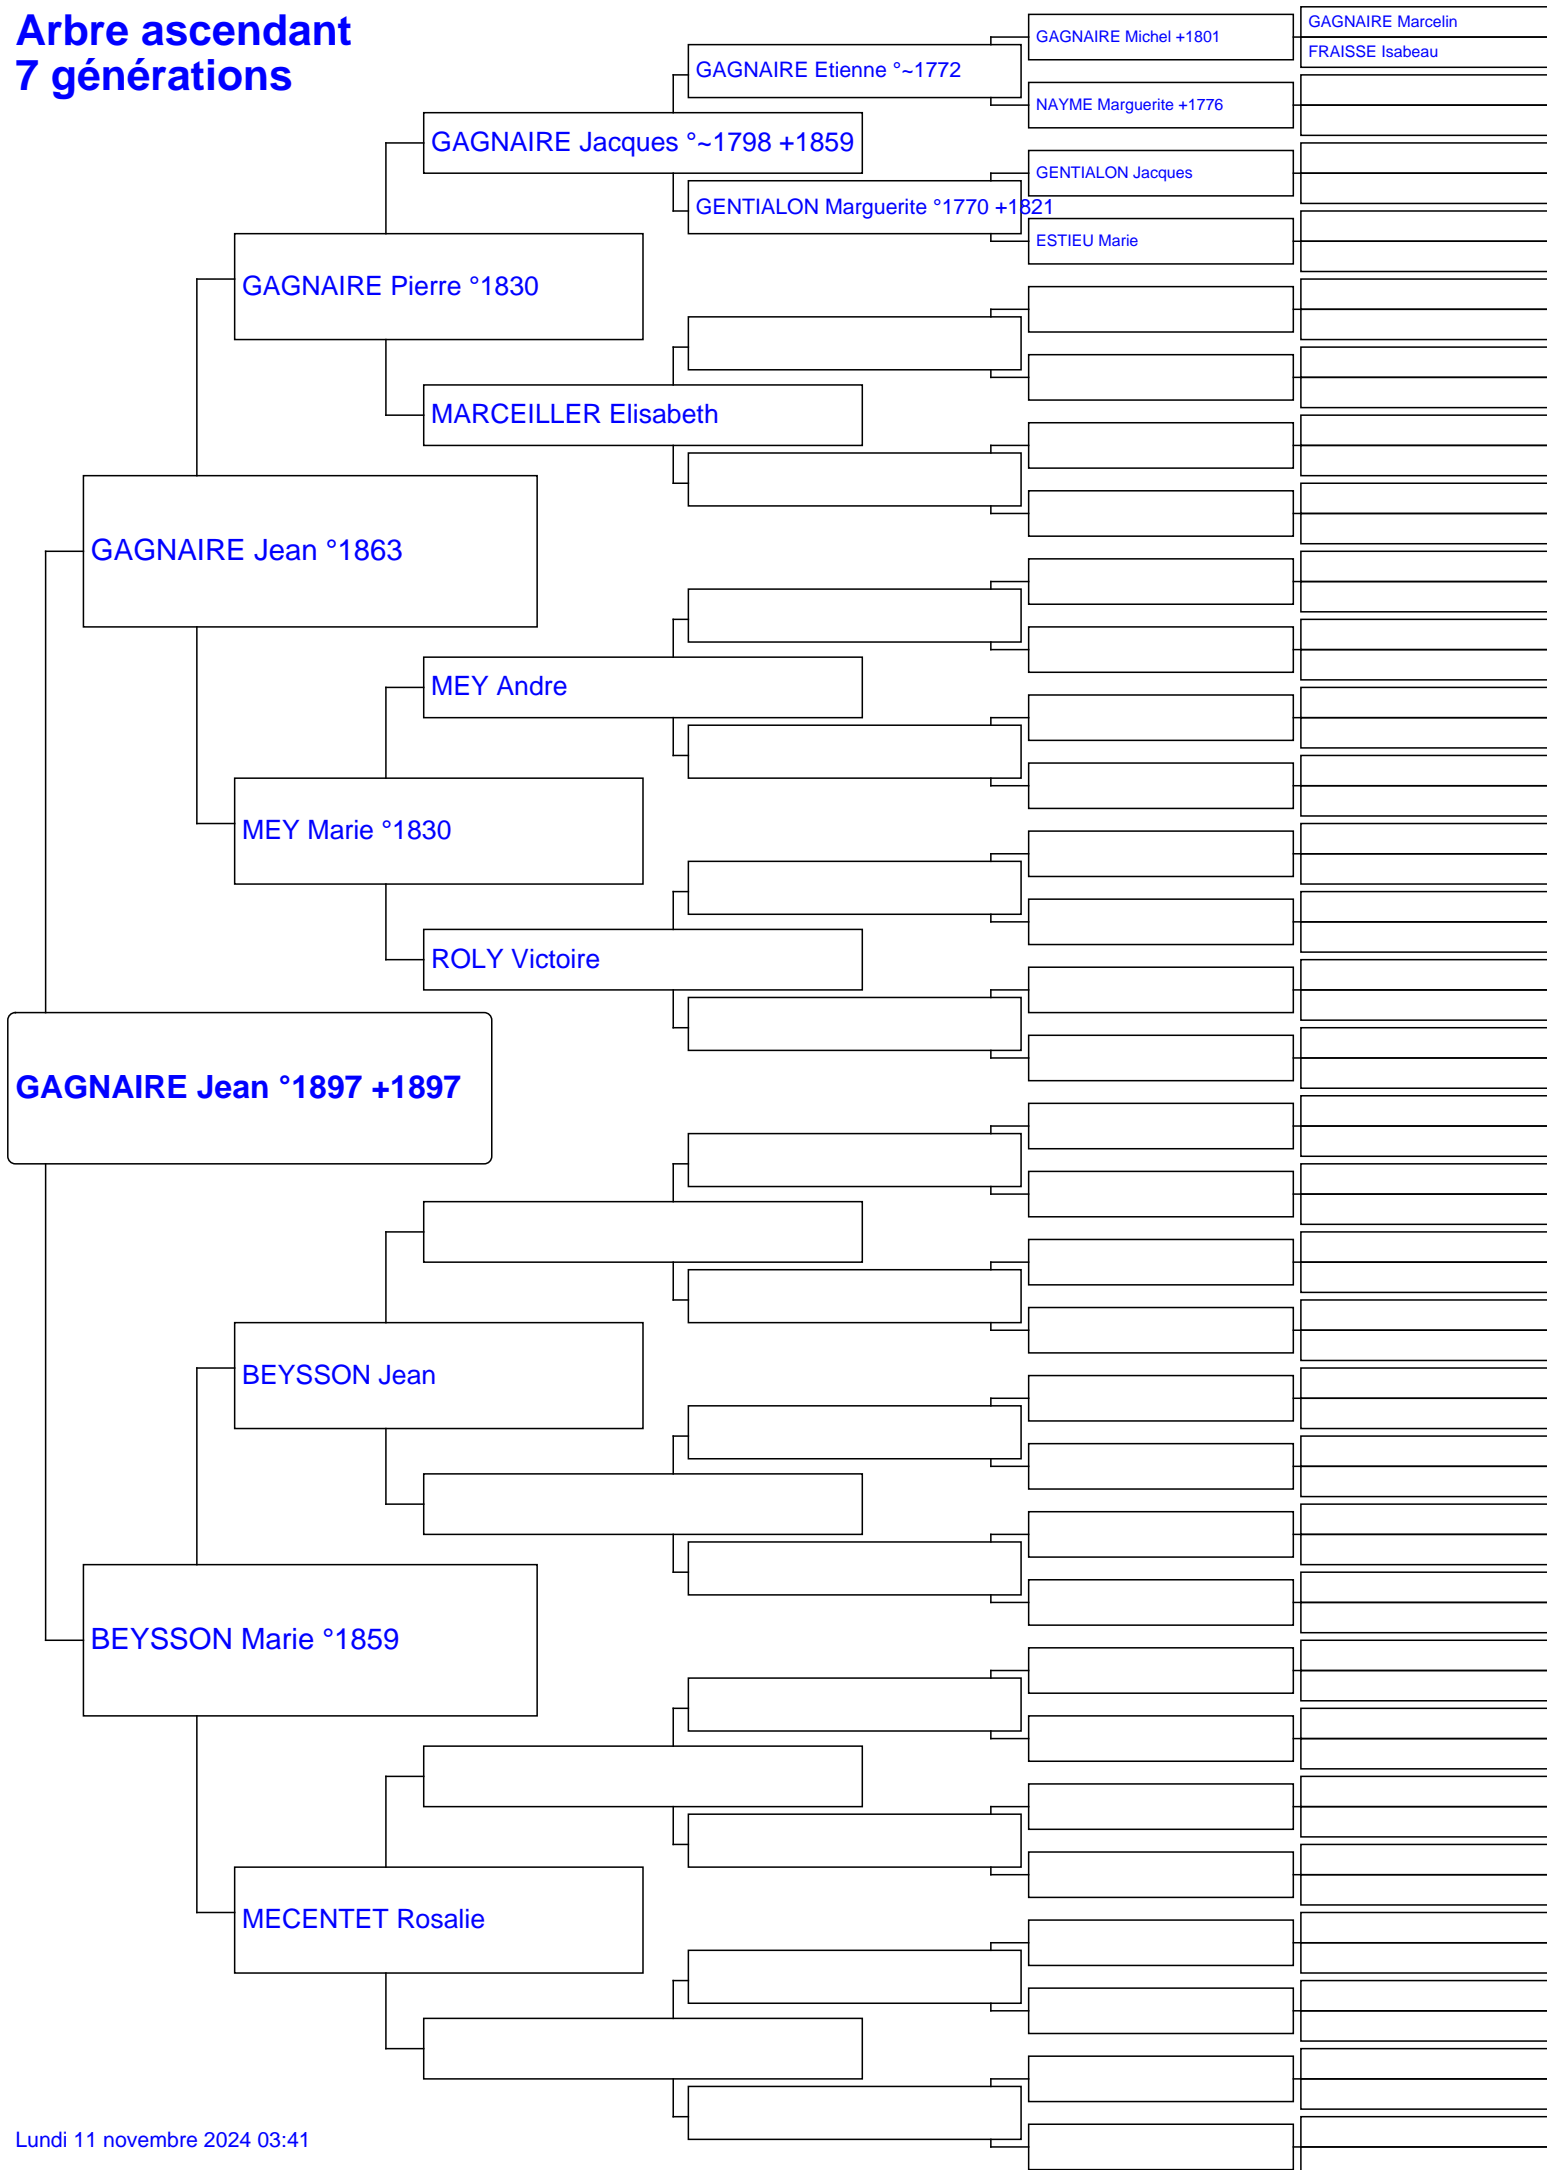 Arbre ascendant
7 générations
GAGNAIRE Marcelin
GAGNAIRE Michel +1801
FRAISSE Isabeau
GAGNAIRE Etienne °~1772
NAYME Marguerite +1776
GAGNAIRE Jacques °~1798 +1859
GENTIALON Jacques
GENTIALON Marguerite °1770 +1821
ESTIEU Marie
GAGNAIRE Pierre °1830
MARCEILLER Elisabeth
GAGNAIRE Jean °1863
MEY Andre
MEY Marie °1830
ROLY Victoire
GAGNAIRE Jean °1897 +1897
BEYSSON Jean
BEYSSON Marie °1859
MECENTET Rosalie
Lundi 11 novembre 2024 03:41